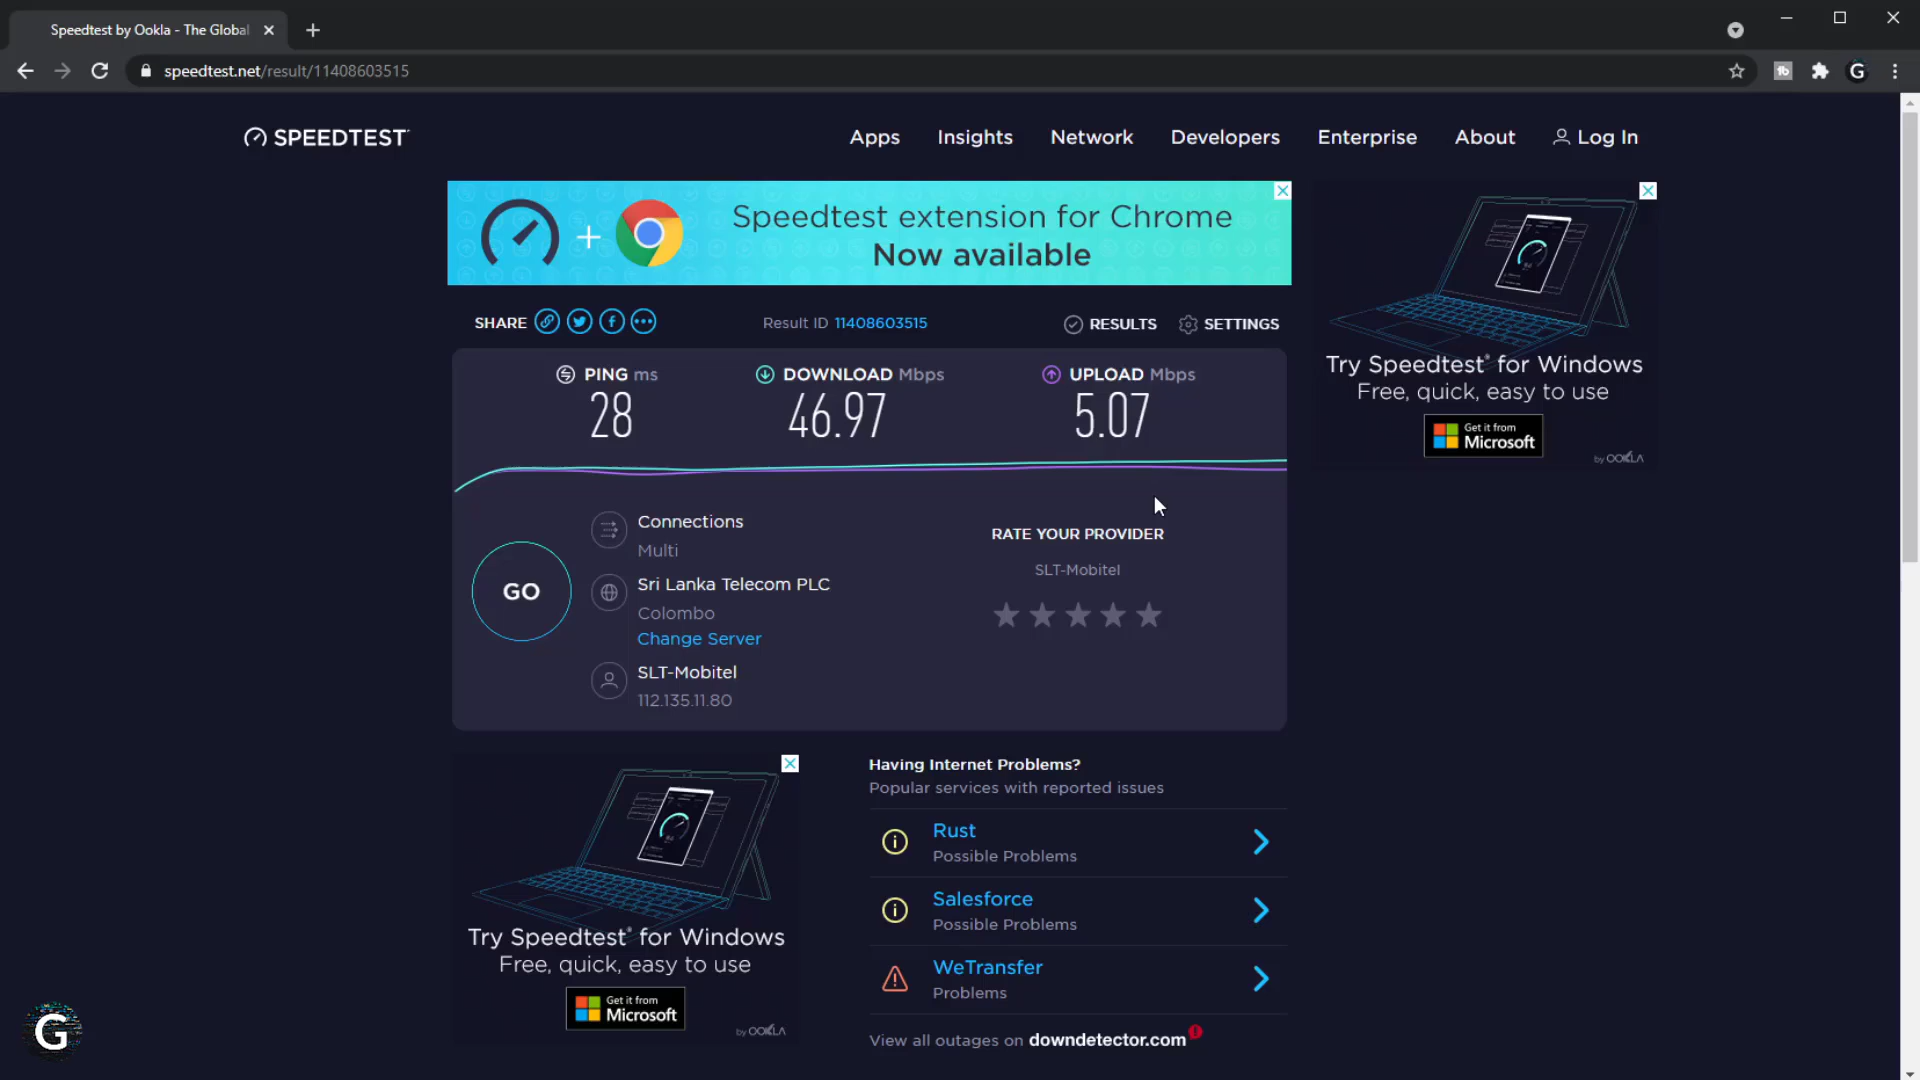 Speedtest by Ookla - The Global
speedtest.net/result/11408603515
SPEEDTEST
Apps
Insights
Network
Developers
Enterprise
About
Log In
Speedtest extension for Chrome
Now available
SHARE
Result ID 11408603515
RESULTS
SETTINGS
PING ms
28
DOWNLOAD Mbps
46.97
UPLOAD Mbps
5.07
GO
Connections
Multi
Sri Lanka Telecom PLC
Colombo
Change Server
SLT-Mobitel
112.135.11.80
RATE YOUR PROVIDER
SLT-Mobitel
Try Speedtest® for Windows
Free, quick, easy to use
Get it from
Microsoft
by OOKLA
Try Speedtest® for Windows
Free, quick, easy to use
Get it from
Microsoft
by OOKLA
Having Internet Problems?
Popular services with reported issues
Rust
Possible Problems
Salesforce
Possible Problems
WeTransfer
Problems
View all outages on downdetector.com
G
G
tb